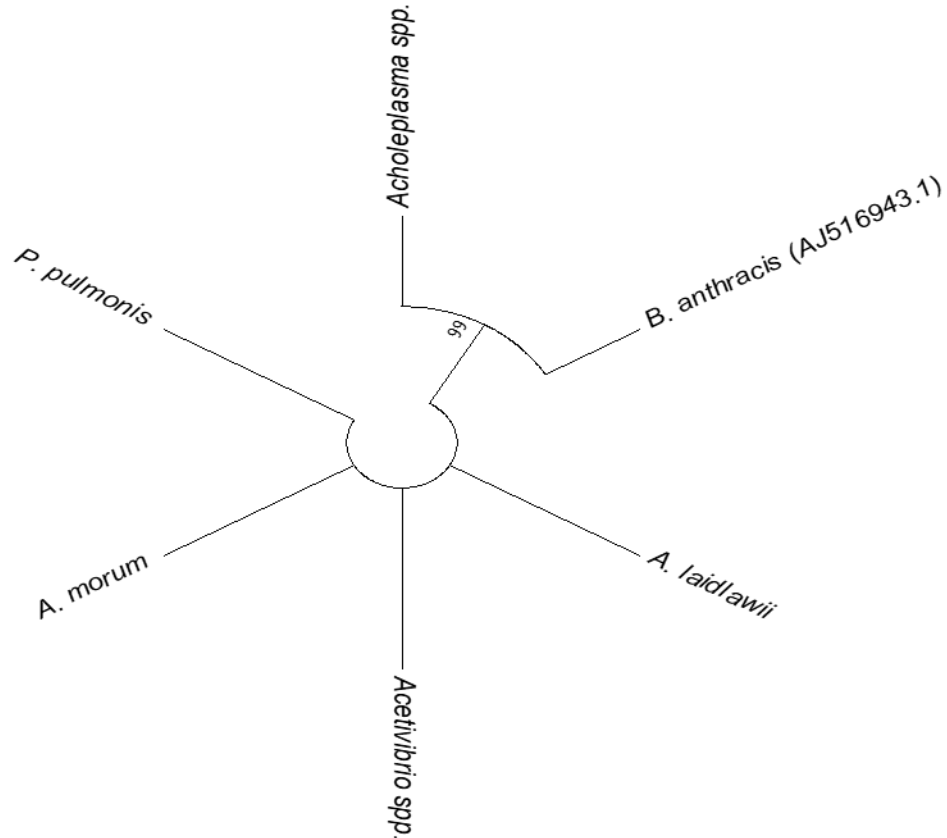 Acholeplasma spp.
B. anthracis (AJ516943.1)
P. pulmonis
99
A. morum
A. laidlawii
Acetivibrio spp.